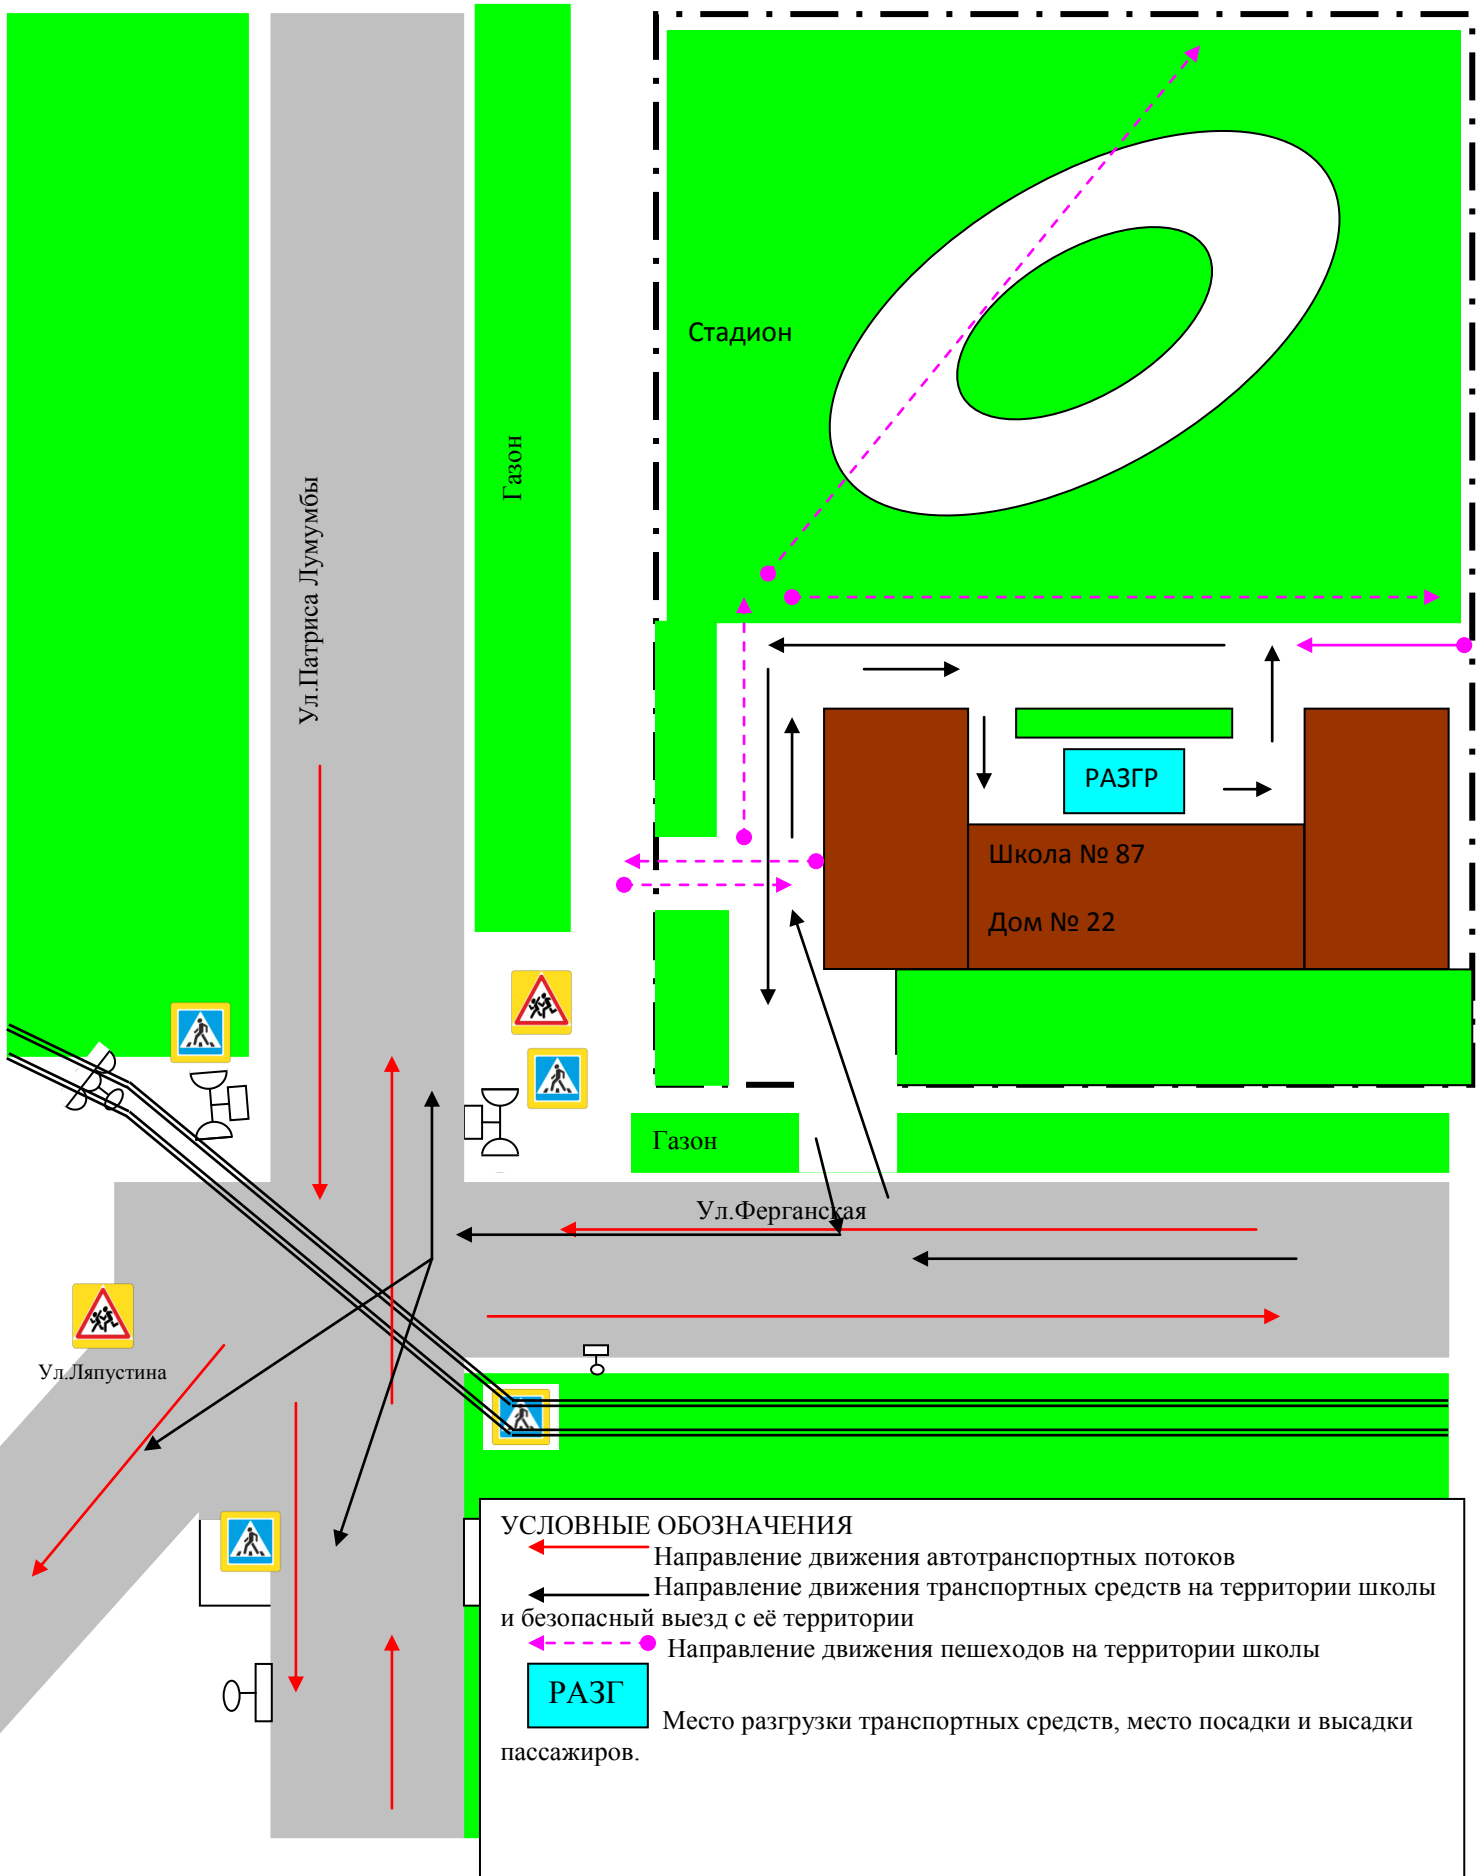 Стадион
Газон
Ул.Патриса Лумумбы
РАЗГР
Школа № 87
Дом № 22
Газон
Ул.Ферганская
Ул.Ляпустина
УСЛОВНЫЕ ОБОЗНАЧЕНИЯ
Направление движения автотранспортных потоков
Направление движения транспортных средств на территории школы
и безопасный выезд с её территории
Направление движения пешеходов на территории школы
РАЗГ
Место разгрузки транспортных средств, место посадки и высадки
пассажиров.